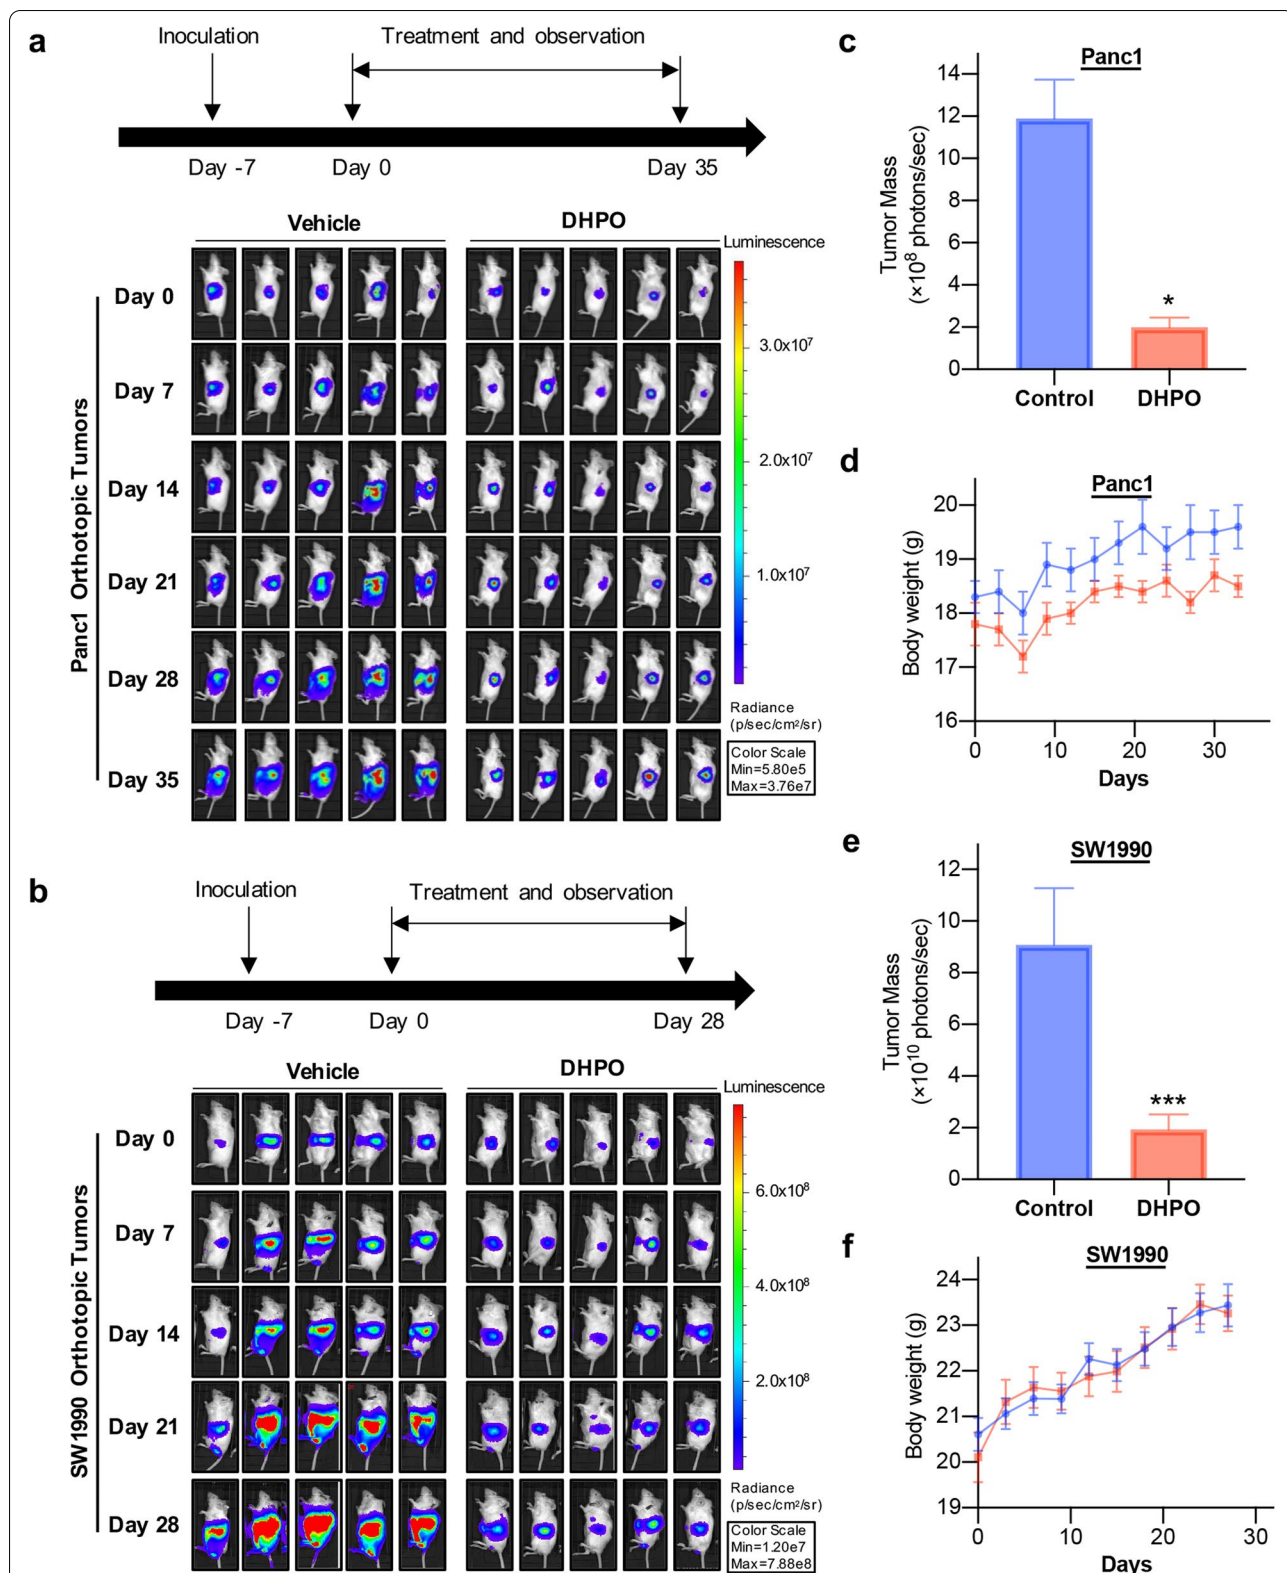 a
Inoculation
Treatment and observation
Day -7
Day 0
Day 35
Vehicle
DHPO
Luminescence
Panc1 Orthotopic Tumors
Day 0
Day 7
Day 14
Day 21
Day 28
Day 35
3.0x10⁷
2.0x10⁷
1.0x10⁷
Radiance
(p/sec/cm²/sr)
Color Scale
Min=5.80e5
Max=3.76e7
b
Inoculation
Treatment and observation
Day -7
Day 0
Day 28
Vehicle
DHPO
Luminescence
SW1990 Orthotopic Tumors
Day 0
Day 7
Day 14
Day 21
Day 28
6.0x10⁸
4.0x10⁸
2.0x10⁸
Radiance
(p/sec/cm²/sr)
Color Scale
Min=1.20e7
Max=7.88e8
c
Panc1
Tumor Mass
(×10⁸ photons/sec)
14
12
10
8
6
4
2
0
*
Control
DHPO
d
Panc1
Body weight (g)
20
19
18
17
16
0
10
20
30
Days
e
SW1990
Tumor Mass
(×10¹⁰ photons/sec)
12
10
8
6
4
2
0
***
Control
DHPO
f
SW1990
Body weight (g)
24
23
22
21
20
19
0
10
20
30
Days